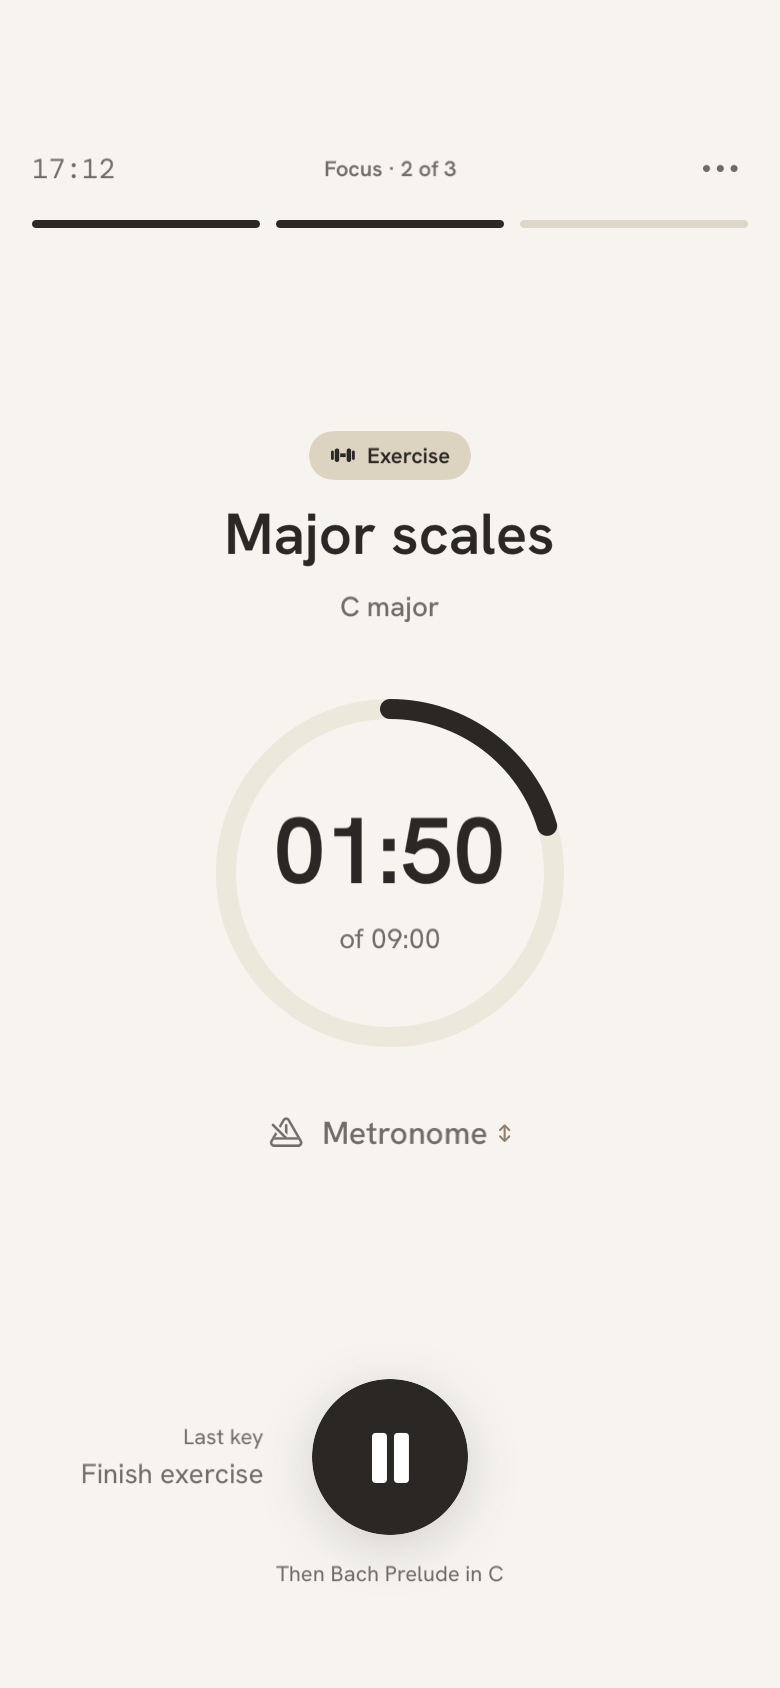 17:12
Focus · 2 of 3
Exercise
Major scales
C major
01:50
of 09:00
Metronome
Last key
Finish exercise
Then Bach Prelude in C